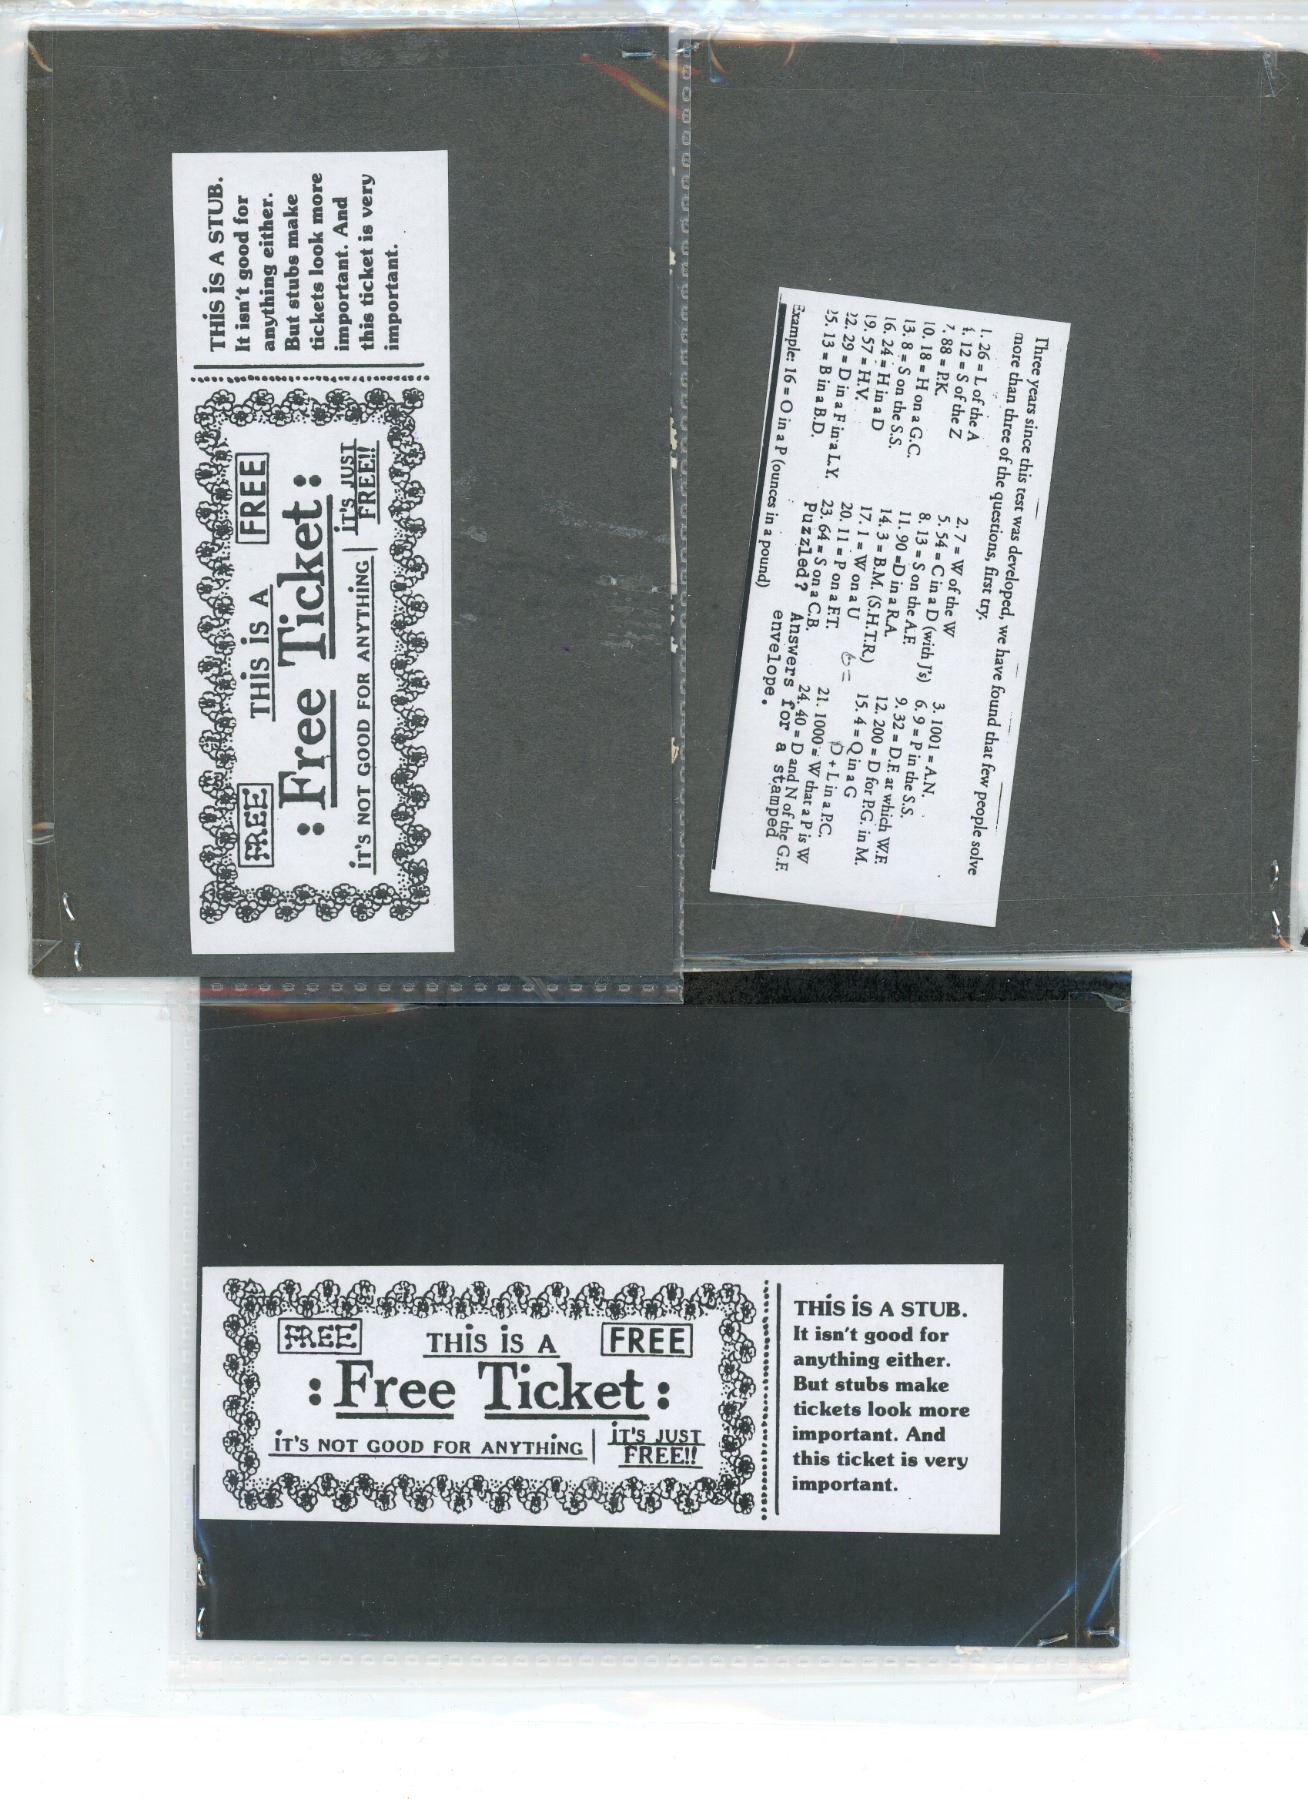 THIS IS A STUB.
It isn't good for
anything either.
But stubs make
tickets look more
important. And
this ticket is very
important.
FREE THIS IS A FREE
: Free Ticket :
IT'S NOT GOOD FOR ANYTHING IT'S JUST
FREE!!
Three years since this test was developed, we have found that few people solve
more than three of the questions, first try.
1. 26 = L of the A 2. 7 = W of the W 3. 1001 = A.N.
4. 12 = S of the Z 5. 54 = C in a D (with J's) 6. 9 = P in the S.S.
7. 88 = P.K. 8. 13 = S on the A.F. 9. 32 = D.F. at which W.F.
10. 18 = H on a G.C. 11. 90 =D in a R.A. 12. 200 = D for P.G. in M.
13. 8 = S on the S.S. 14. 3 = B.M. (S.H.T.R.) 15. 4 = Q in a G
16. 24 = H in a D 17. 1 = W on a U D + L in a P.C.
19. 57 = H.V. 20. 11 = P on a F.T. 21. 1000 = W that a P is W
22. 29 = D in a F in a L.Y. 23. 64 = S on a C.B. 24. 40 = D and N of the G.F.
25. 13 = B in a B.D. Puzzled? Answers for a stamped
envelope.
Example: 16 = O in a P (ounces in a pound)
FREE THIS IS A FREE
: Free Ticket :
IT'S NOT GOOD FOR ANYTHING IT'S JUST
FREE!!
THIS IS A STUB.
It isn't good for
anything either.
But stubs make
tickets look more
important. And
this ticket is very
important.